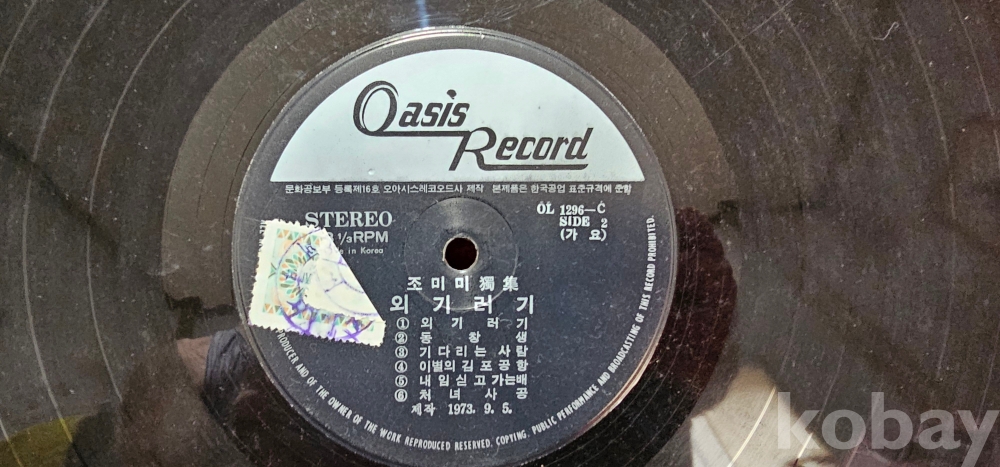 Oasis
Record
문화공보부 등록제16호 오아시스레코오드사 제작 본제품은 한국공업 표준규격에 준함
STEREO
⅓RPM
in Korea
OL 1296-C
SIDE 2
(가 요)
조미미獨集
외기러기
① 외기러기
② 동창생
③ 기다리는 사람
④ 이별의 김포공항
⑤ 내 임 싣고 가는배
⑥ 처녀사공
제작 1973. 9. 5.
AND OF THE OWNER OF THE WORK REPRODUCED RESERVED. COPYING, PUBLIC PERFORMANCE AND BROADCASTING OF THIS RECORD PROHIBITED.
kobay